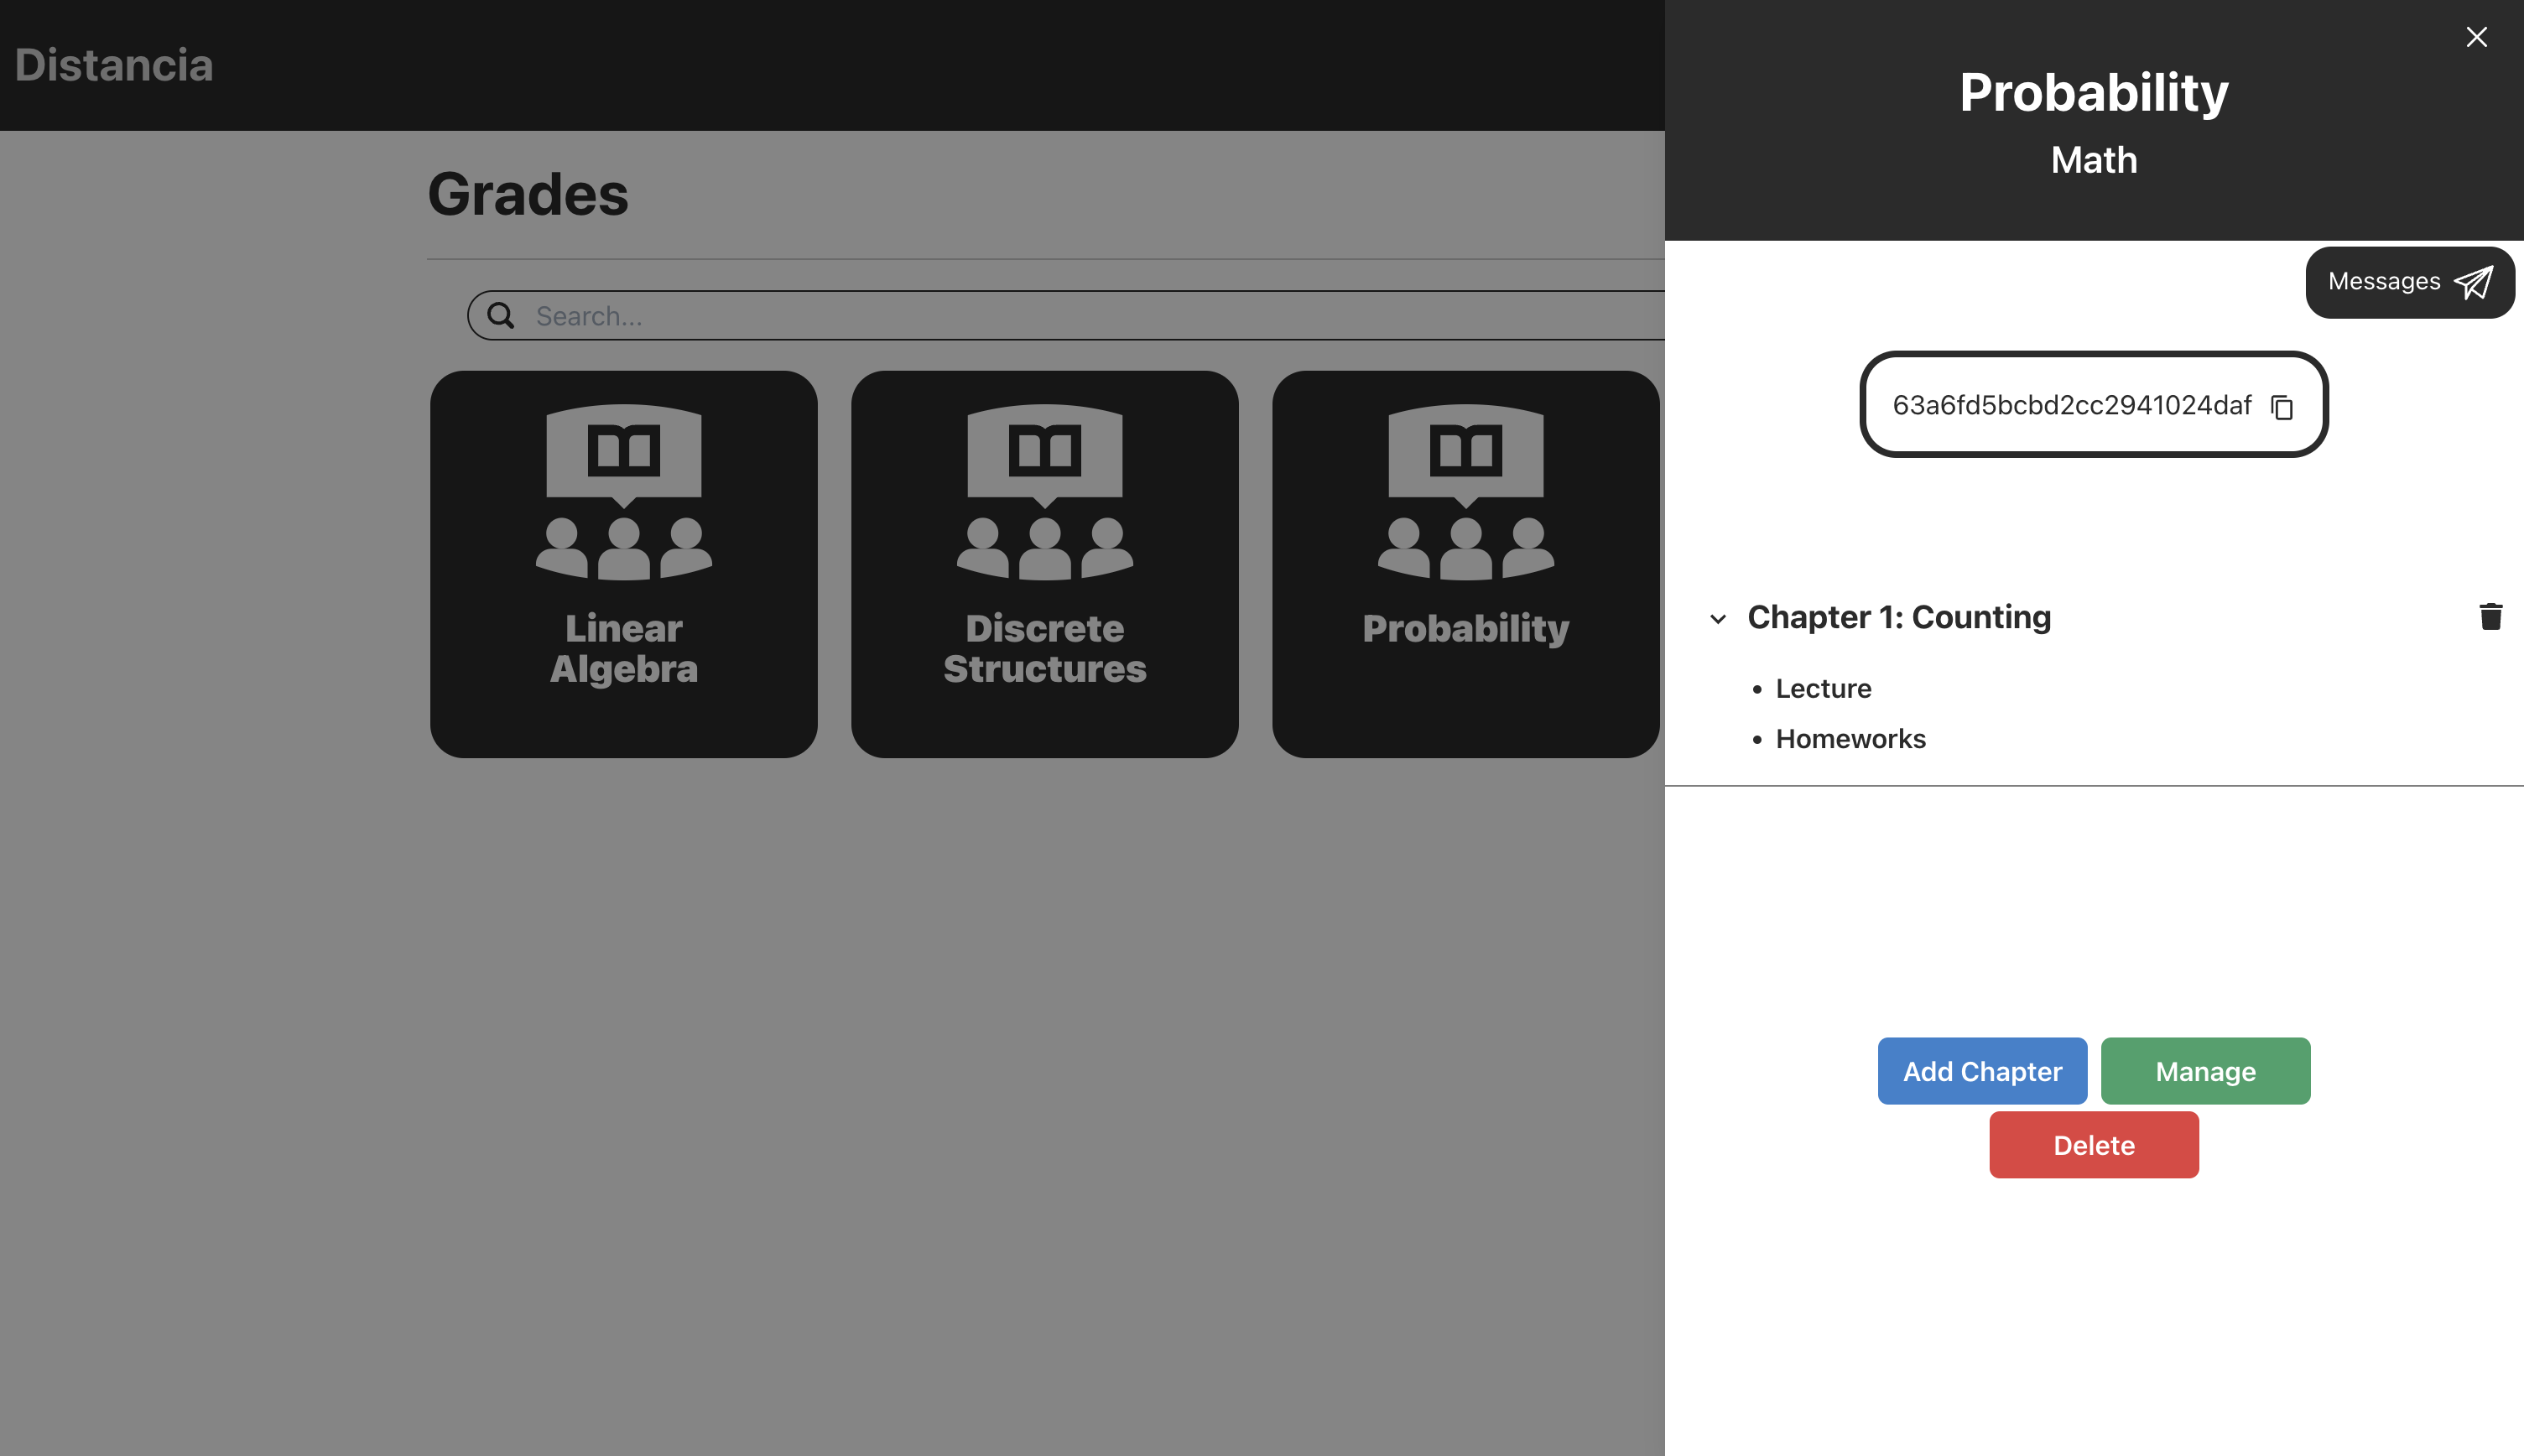 Distancia
Grades
Search...
Linear
Algebra
Discrete
Structures
Probability
Probability
Math
Messages
63a6fd5bcbd2cc2941024daf
Chapter 1: Counting
• Lecture
• Homeworks
Add Chapter
Manage
Delete